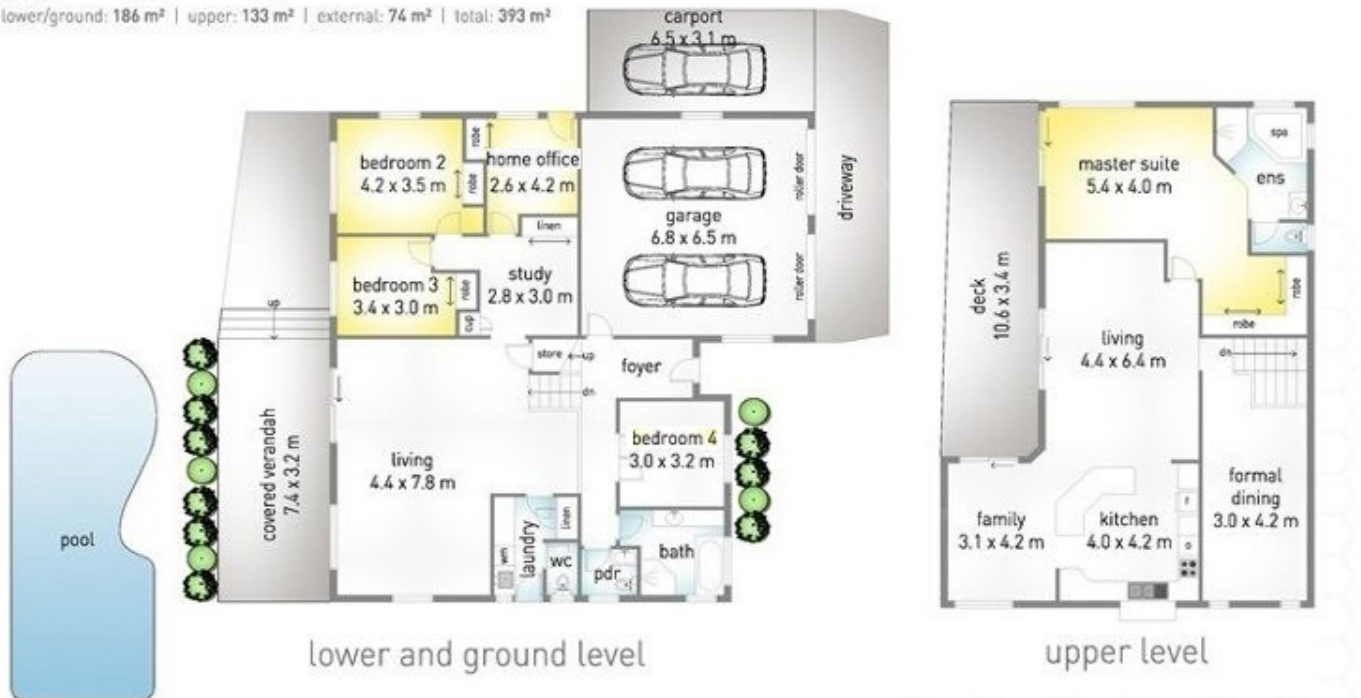 lower/ground: 186 m² | upper: 133 m² | external: 74 m² | total: 393 m²
carport
6.5 x 3.1 m
bedroom 2
4.2 x 3.5 m
robe
robe
home office
2.6 x 4.2 m
linen
garage
6.8 x 6.5 m
roller door
roller door
driveway
bedroom 3
3.4 x 3.0 m
robe
cup
study
2.8 x 3.0 m
up
store
up
foyer
dn
covered verandah
7.4 x 3.2 m
living
4.4 x 7.8 m
bedroom 4
3.0 x 3.2 m
pool
wm
laundry
linen
wc
pdr
bath
lower and ground level
master suite
5.4 x 4.0 m
spa
ens
deck
10.6 x 3.4 m
robe
robe
living
4.4 x 6.4 m
dn
formal
dining
3.0 x 4.2 m
family
3.1 x 4.2 m
kitchen
4.0 x 4.2 m
f
o
upper level